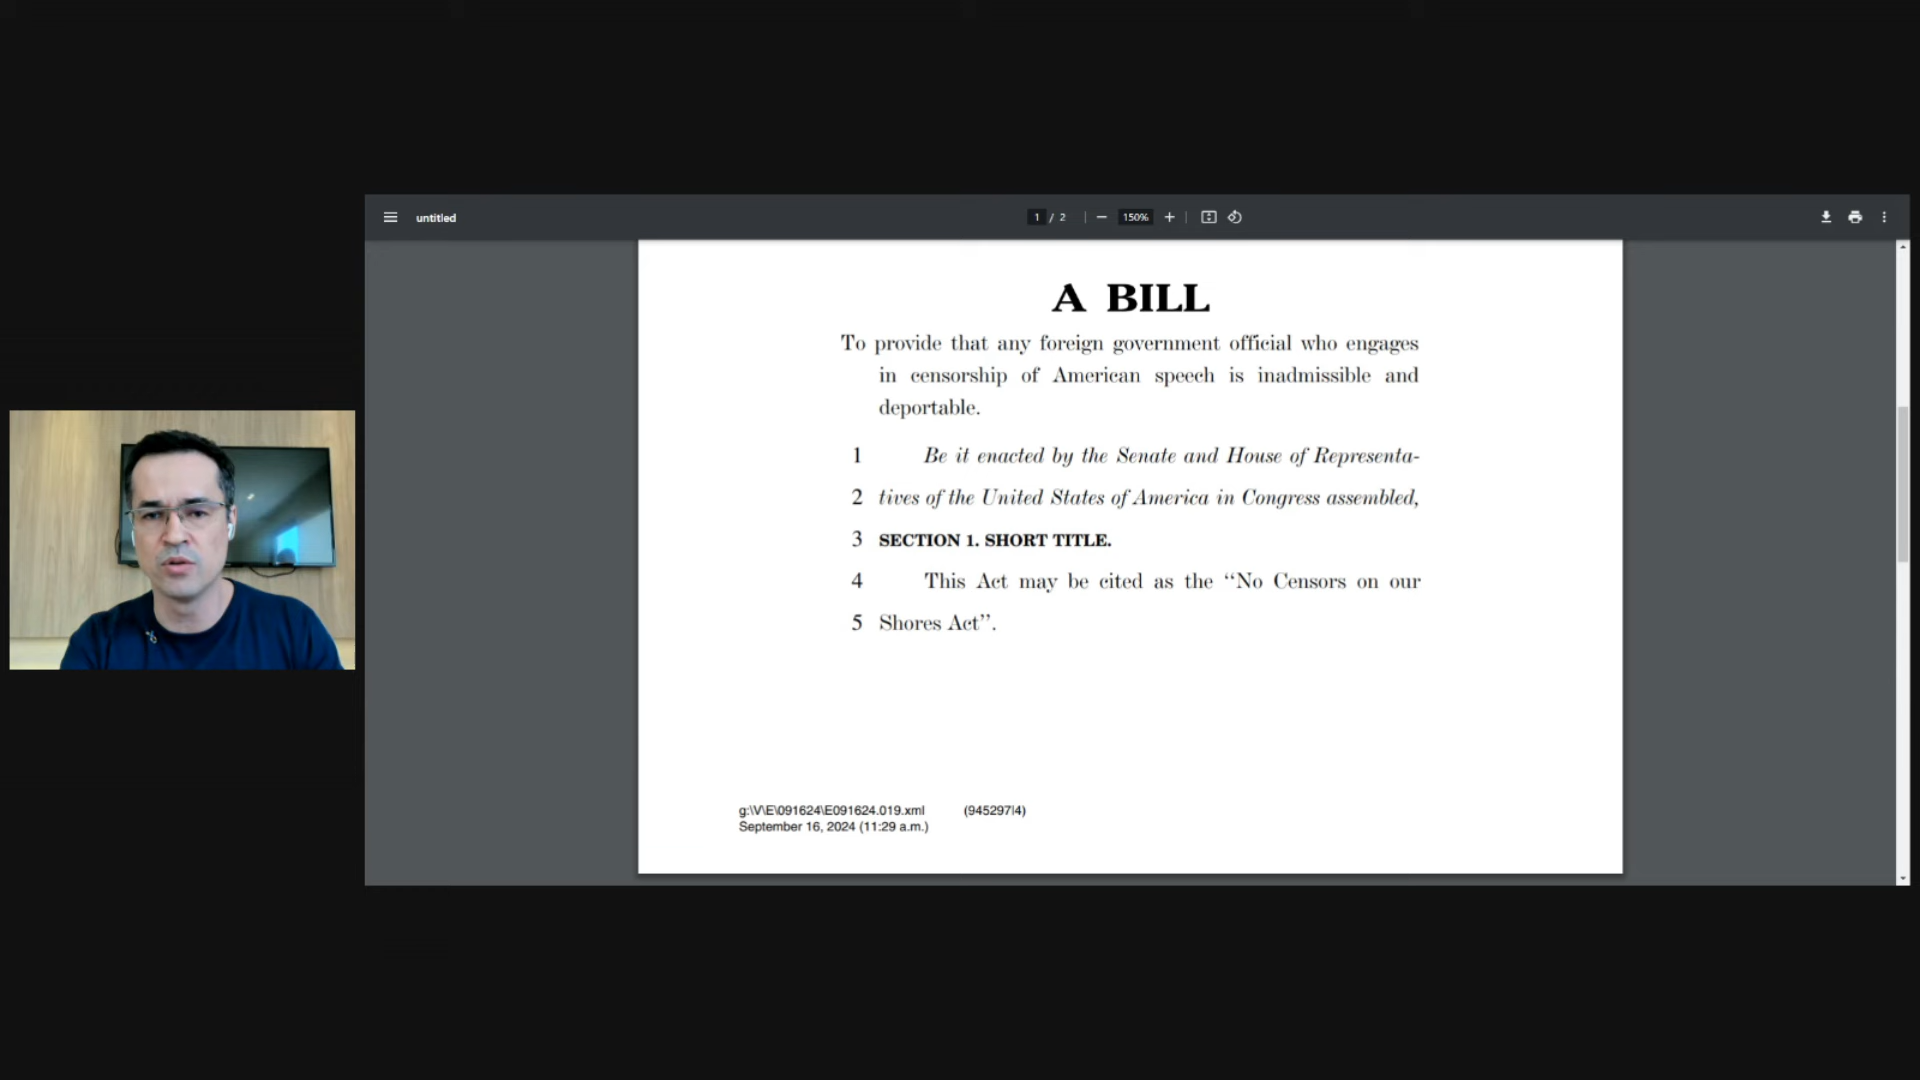 untitled
1 / 2
150%
A BILL
To provide that any foreign government official who engages
in censorship of American speech is inadmissible and
deportable.
1 Be it enacted by the Senate and House of Representa-
2 tives of the United States of America in Congress assembled,
3 SECTION 1. SHORT TITLE.
4 This Act may be cited as the ‘‘No Censors on our
5 Shores Act’’.
g:\V\E\091624\E091624.019.xml (945297|4)
September 16, 2024 (11:29 a.m.)